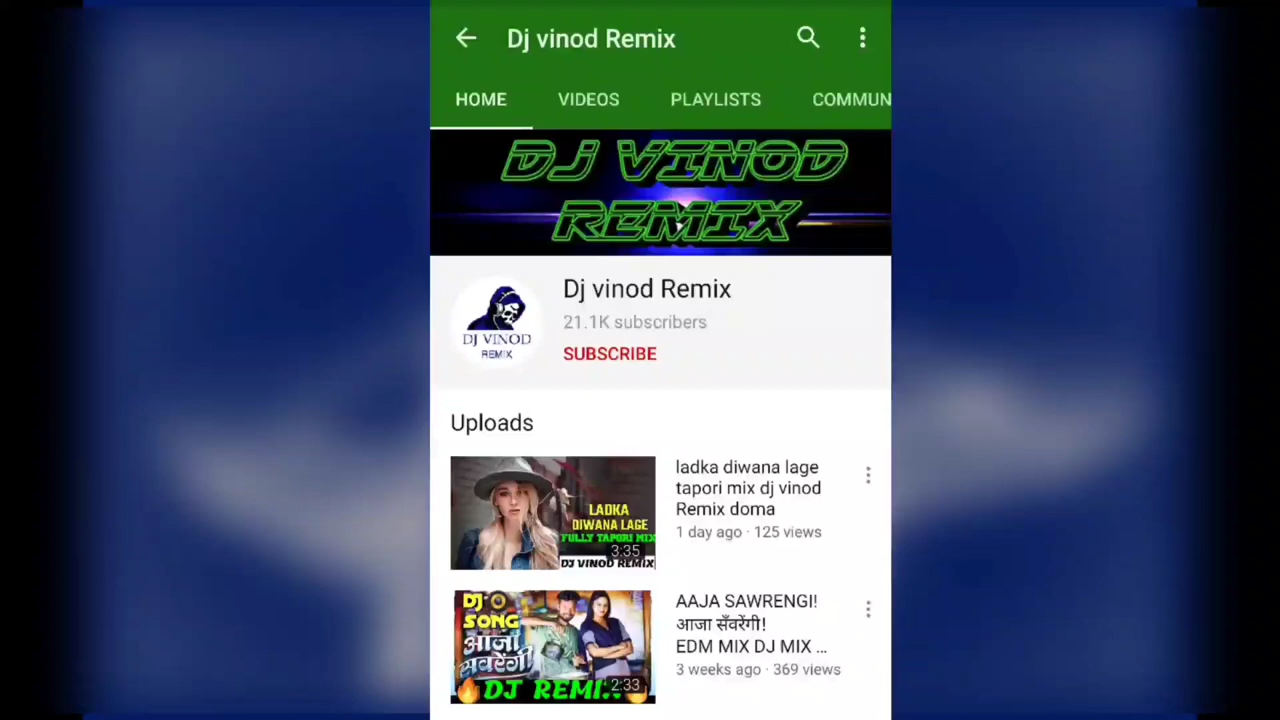 Dj vinod Remix
HOME VIDEOS PLAYLISTS COMMUN
DJ VINOD
REMIX
DJ VINOD
REMIX
Dj vinod Remix
21.1K subscribers
SUBSCRIBE
Uploads
LADKA
DIWANA LAGE
FULLY TAPORI MIX
3:35
DJ VINOD REMIX
ladka diwana lage
tapori mix dj vinod
Remix doma
1 day ago · 125 views
DJ
SONG
आजा
सवरेंगी
DJ REMIX
2:33
AAJA SAWRENGI!
आजा सँवरेंगी!
EDM MIX DJ MIX ...
3 weeks ago · 369 views